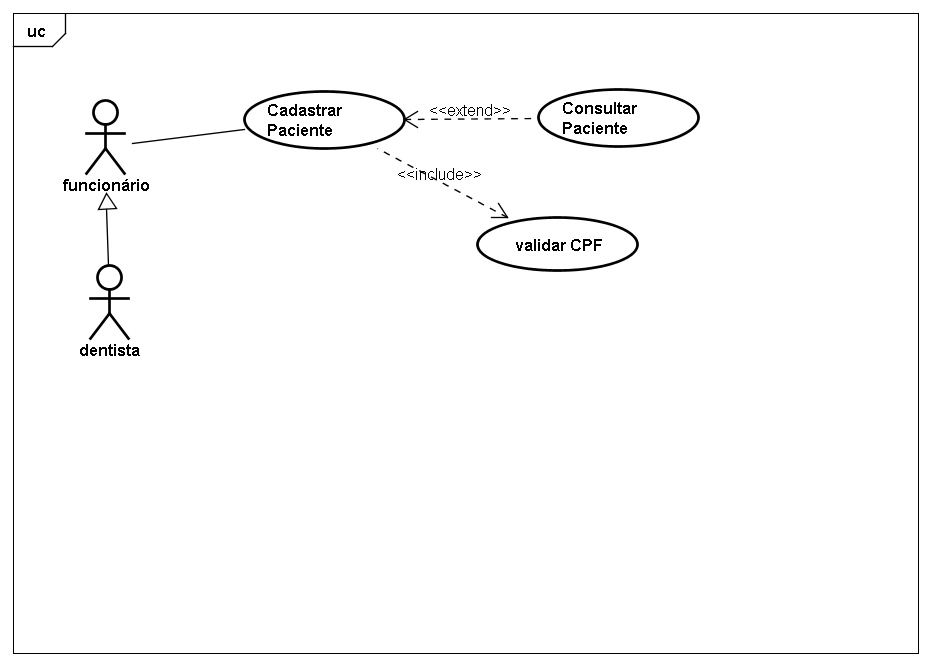 uc
Cadastrar
Paciente
<<extend>>
Consultar
Paciente
<<include>>
funcionário
validar CPF
dentista